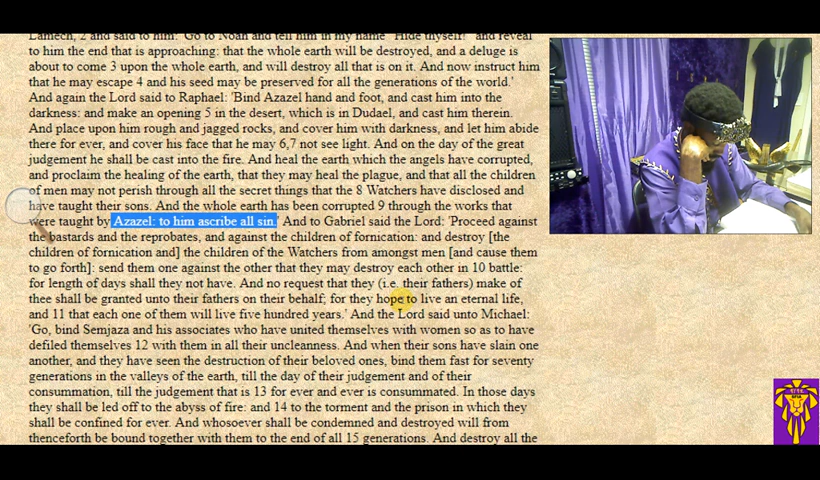 Lamech, 2 and said to him: 'Go to Noah and tell him in my name "Hide thyself!" and reveal
to him the end that is approaching: that the whole earth will be destroyed, and a deluge is
about to come 3 upon the whole earth, and will destroy all that is on it. And now instruct him
that he may escape 4 and his seed may be preserved for all the generations of the world.'
And again the Lord said to Raphael: 'Bind Azazel hand and foot, and cast him into the
darkness: and make an opening 5 in the desert, which is in Dudael, and cast him therein.
And place upon him rough and jagged rocks, and cover him with darkness, and let him abide
there for ever, and cover his face that he may 6,7 not see light. And on the day of the great
judgement he shall be cast into the fire. And heal the earth which the angels have corrupted,
and proclaim the healing of the earth, that they may heal the plague, and that all the children
of men may not perish through all the secret things that the 8 Watchers have disclosed and
have taught their sons. And the whole earth has been corrupted 9 through the works that
were taught by Azazel: to him ascribe all sin.' And to Gabriel said the Lord: 'Proceed against
the bastards and the reprobates, and against the children of fornication: and destroy [the
children of fornication and] the children of the Watchers from amongst men [and cause them
to go forth]: send them one against the other that they may destroy each other in 10 battle:
for length of days shall they not have. And no request that they (i.e. their fathers) make of
thee shall be granted unto their fathers on their behalf; for they hope to live an eternal life,
and 11 that each one of them will live five hundred years.' And the Lord said unto Michael:
'Go, bind Semjaza and his associates who have united themselves with women so as to have
defiled themselves 12 with them in all their uncleanness. And when their sons have slain one
another, and they have seen the destruction of their beloved ones, bind them fast for seventy
generations in the valleys of the earth, till the day of their judgement and of their
consummation, till the judgement that is 13 for ever and ever is consummated. In those days
they shall be led off to the abyss of fire: and 14 to the torment and the prison in which they
shall be confined for ever. And whosoever shall be condemned and destroyed will from
thenceforth be bound together with them to the end of all 15 generations. And destroy all the